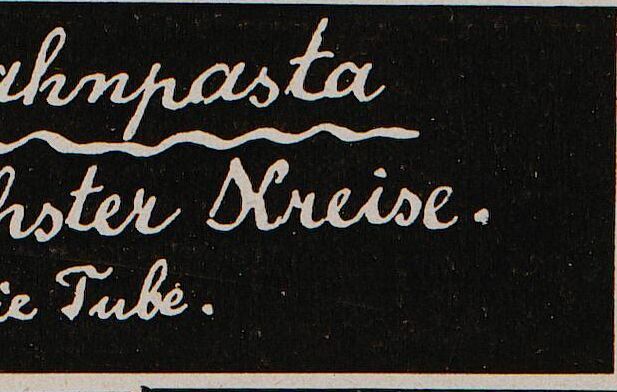 ahnpasta
hster Kreise.
ie Tube.